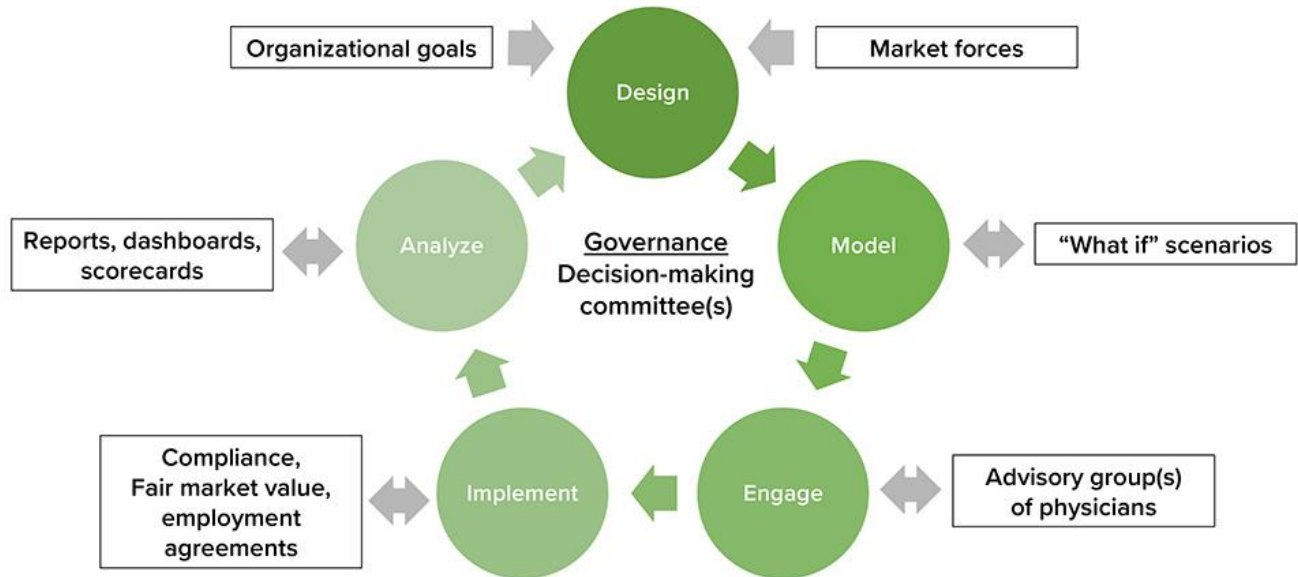 Organizational goals
Market forces
Design
Analyze
Model
Reports, dashboards,
scorecards
Governance
Decision-making
committee(s)
“What if” scenarios
Compliance,
Fair market value,
employment
agreements
Implement
Engage
Advisory group(s)
of physicians